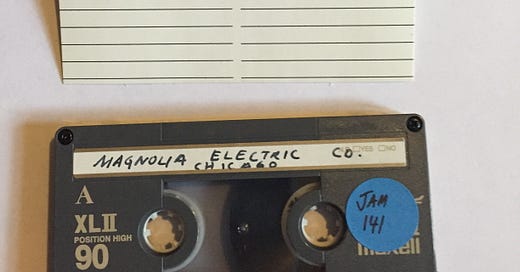 MAGNOLIA ELECTRIC CO.
CHICAGO
YES NO
A
XLII
POSITION HIGH
90
JAM
141
maxell